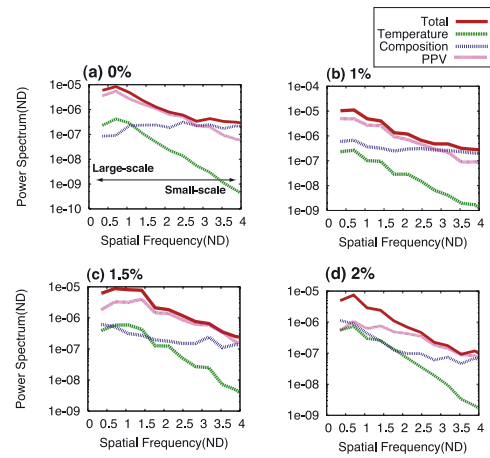 Total
Temperature
Composition
PPV
(a) 0%
1e-05
1e-06
1e-07
1e-08
1e-09
1e-10
Power Spectrum(ND)
Large-scale
Small-scale
0 0.5 1 1.5 2 2.5 3 3.5 4
Spatial Frequency(ND)
(b) 1%
1e-04
1e-05
1e-06
1e-07
1e-08
1e-09
0 0.5 1 1.5 2 2.5 3 3.5 4
Spatial Frequency(ND)
(c) 1.5%
1e-05
1e-06
1e-07
1e-08
1e-09
Power Spectrum(ND)
0 0.5 1 1.5 2 2.5 3 3.5 4
Spatial Frequency(ND)
(d) 2%
1e-05
1e-06
1e-07
1e-08
1e-09
0 0.5 1 1.5 2 2.5 3 3.5 4
Spatial Frequency(ND)